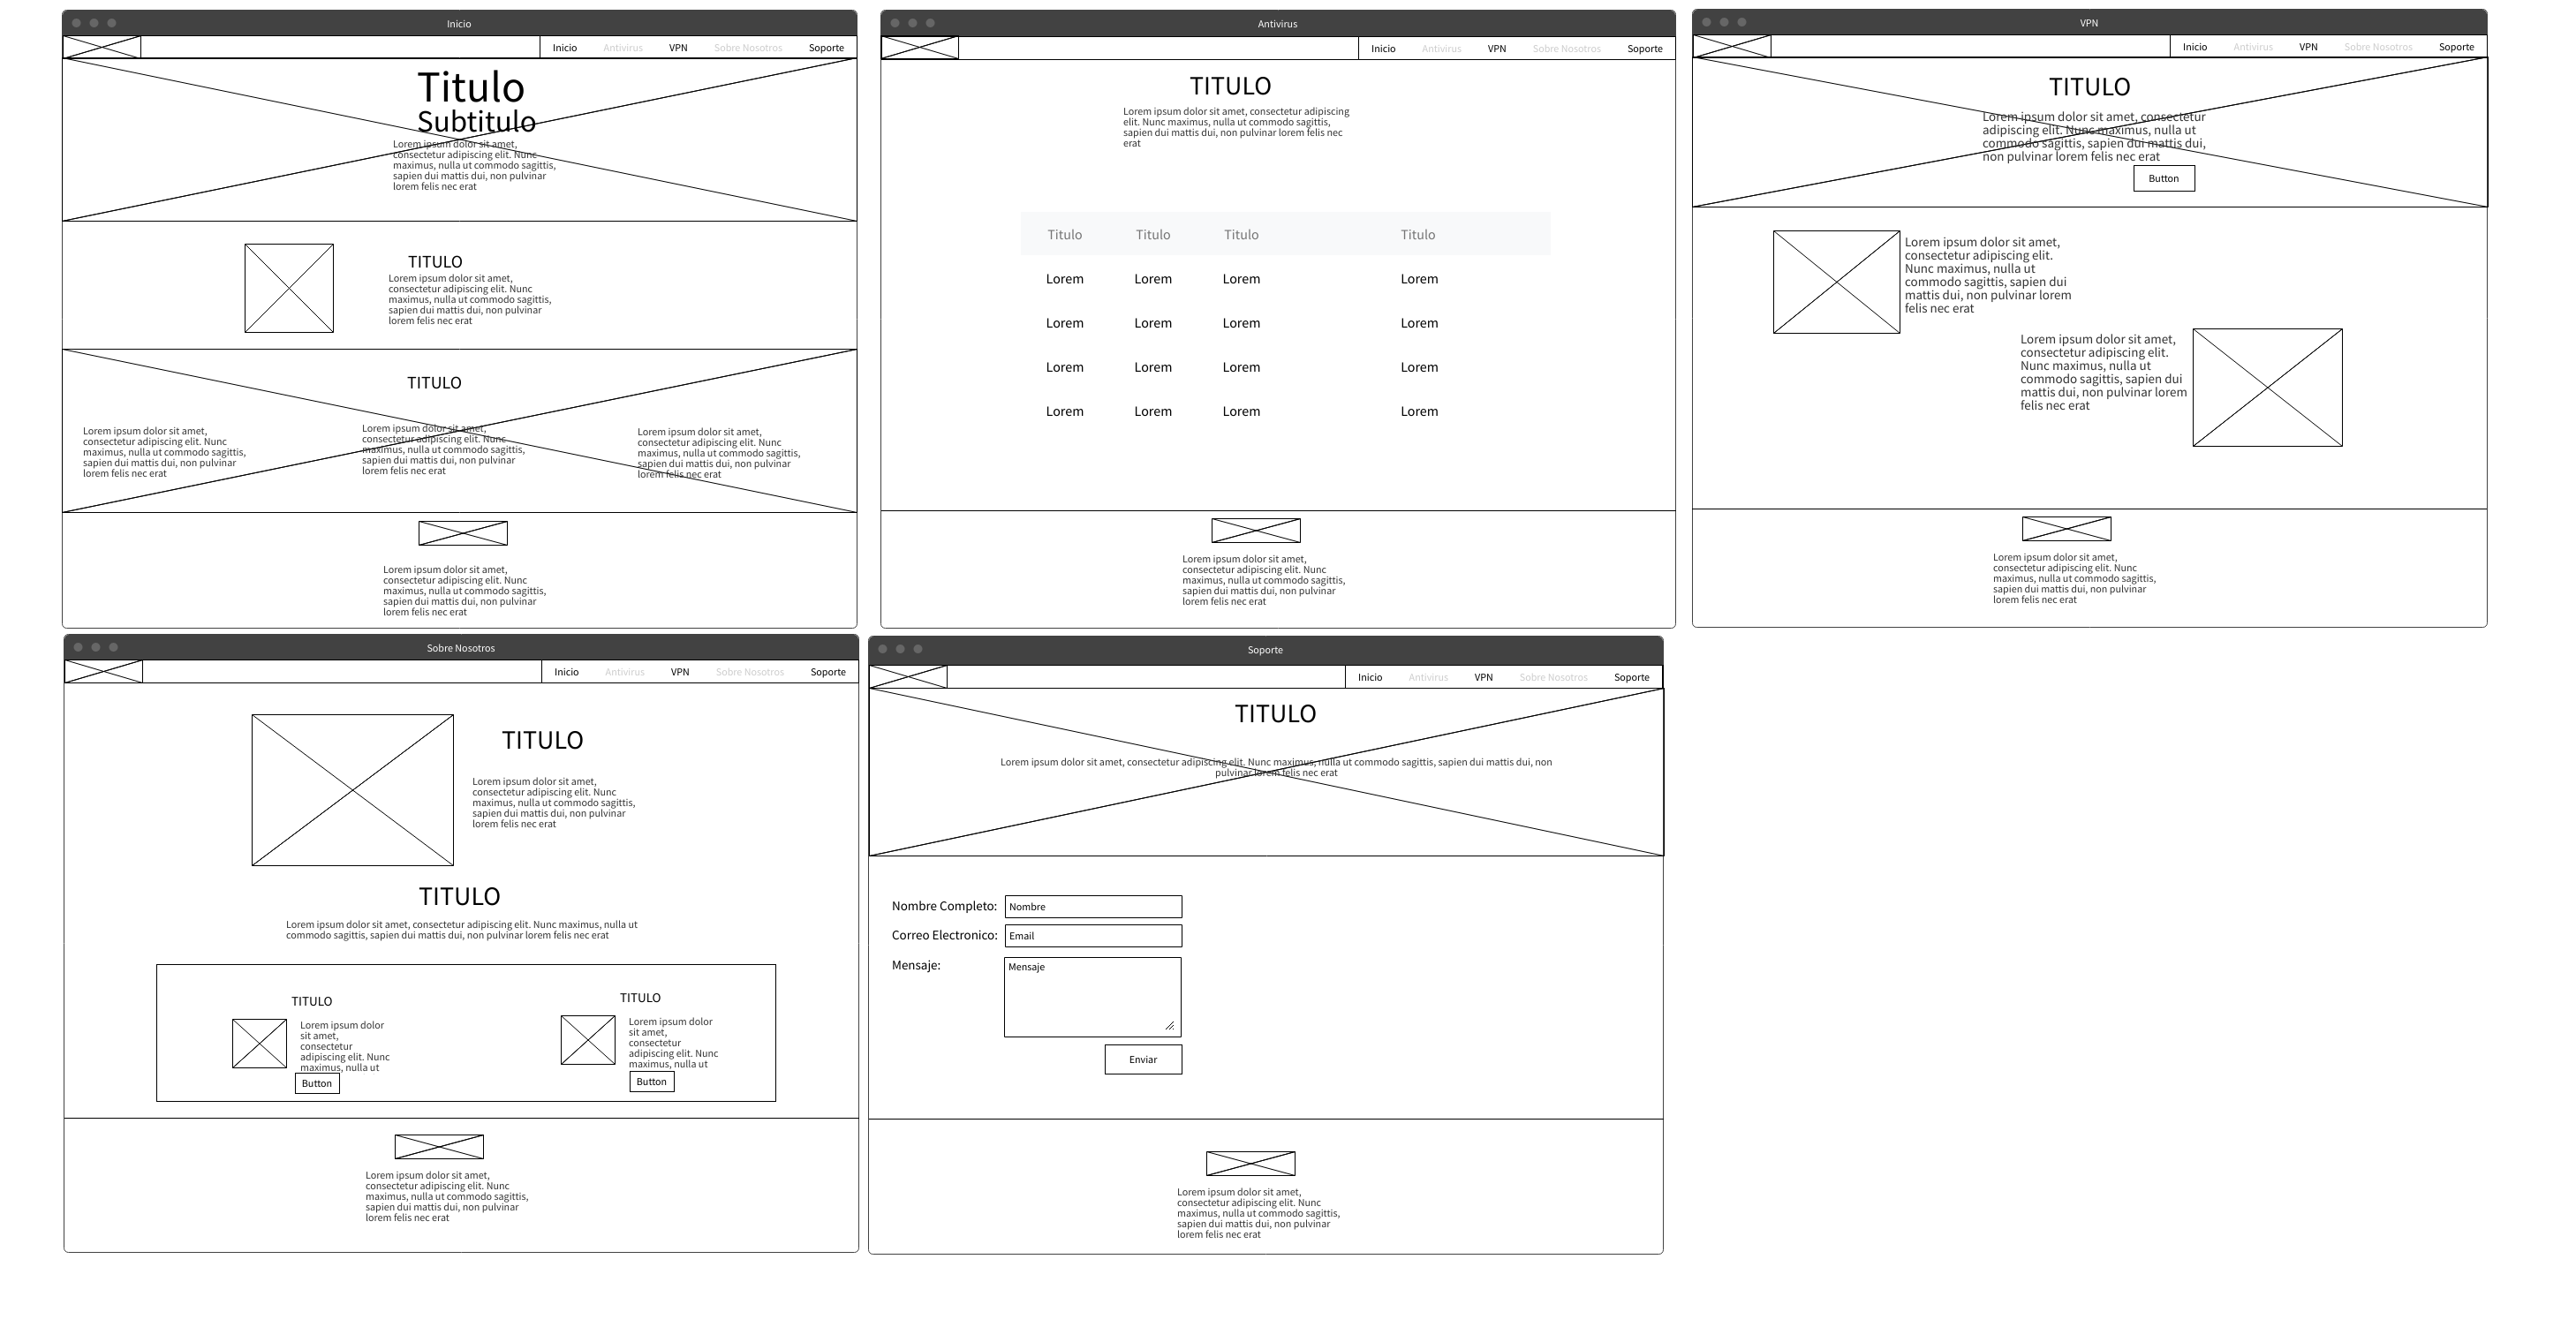 Inicio
Inicio Antivirus VPN Sobre Nosotros Soporte
Titulo
Subtitulo
Lorem ipsum dolor sit amet,
consectetur adipiscing elit. Nunc
maximus, nulla ut commodo sagittis,
sapien dui mattis dui, non pulvinar
lorem felis nec erat
TITULO
Lorem ipsum dolor sit amet,
consectetur adipiscing elit. Nunc
maximus, nulla ut commodo sagittis,
sapien dui mattis dui, non pulvinar
lorem felis nec erat
TITULO
Lorem ipsum dolor sit amet,
consectetur adipiscing elit. Nunc
maximus, nulla ut commodo sagittis,
sapien dui mattis dui, non pulvinar
lorem felis nec erat
Lorem ipsum dolor sit amet,
consectetur adipiscing elit. Nunc
maximus, nulla ut commodo sagittis,
sapien dui mattis dui, non pulvinar
lorem felis nec erat
Lorem ipsum dolor sit amet,
consectetur adipiscing elit. Nunc
maximus, nulla ut commodo sagittis,
sapien dui mattis dui, non pulvinar
lorem felis nec erat
Lorem ipsum dolor sit amet,
consectetur adipiscing elit. Nunc
maximus, nulla ut commodo sagittis,
sapien dui mattis dui, non pulvinar
lorem felis nec erat
Antivirus
Inicio Antivirus VPN Sobre Nosotros Soporte
TITULO
Lorem ipsum dolor sit amet, consectetur adipiscing
elit. Nunc maximus, nulla ut commodo sagittis,
sapien dui mattis dui, non pulvinar lorem felis nec
erat
Titulo Titulo Titulo Titulo
Lorem Lorem Lorem Lorem
Lorem Lorem Lorem Lorem
Lorem Lorem Lorem Lorem
Lorem Lorem Lorem Lorem
Lorem ipsum dolor sit amet,
consectetur adipiscing elit. Nunc
maximus, nulla ut commodo sagittis,
sapien dui mattis dui, non pulvinar
lorem felis nec erat
VPN
Inicio Antivirus VPN Sobre Nosotros Soporte
TITULO
Lorem ipsum dolor sit amet, consectetur
adipiscing elit. Nunc maximus, nulla ut
commodo sagittis, sapien dui mattis dui,
non pulvinar lorem felis nec erat
Button
Lorem ipsum dolor sit amet,
consectetur adipiscing elit.
Nunc maximus, nulla ut
commodo sagittis, sapien dui
mattis dui, non pulvinar lorem
felis nec erat
Lorem ipsum dolor sit amet,
consectetur adipiscing elit.
Nunc maximus, nulla ut
commodo sagittis, sapien dui
mattis dui, non pulvinar lorem
felis nec erat
Lorem ipsum dolor sit amet,
consectetur adipiscing elit. Nunc
maximus, nulla ut commodo sagittis,
sapien dui mattis dui, non pulvinar
lorem felis nec erat
Sobre Nosotros
Inicio Antivirus VPN Sobre Nosotros Soporte
TITULO
Lorem ipsum dolor sit amet,
consectetur adipiscing elit. Nunc
maximus, nulla ut commodo sagittis,
sapien dui mattis dui, non pulvinar
lorem felis nec erat
TITULO
Lorem ipsum dolor sit amet, consectetur adipiscing elit. Nunc maximus, nulla ut
commodo sagittis, sapien dui mattis dui, non pulvinar lorem felis nec erat
TITULO
Lorem ipsum dolor
sit amet,
consectetur
adipiscing elit. Nunc
maximus, nulla ut
Button
TITULO
Lorem ipsum dolor
sit amet,
consectetur
adipiscing elit. Nunc
maximus, nulla ut
Button
Lorem ipsum dolor sit amet,
consectetur adipiscing elit. Nunc
maximus, nulla ut commodo sagittis,
sapien dui mattis dui, non pulvinar
lorem felis nec erat
Soporte
Inicio Antivirus VPN Sobre Nosotros Soporte
TITULO
Lorem ipsum dolor sit amet, consectetur adipiscing elit. Nunc maximus, nulla ut commodo sagittis, sapien dui mattis dui, non
pulvinar lorem felis nec erat
Nombre Completo: Nombre
Correo Electronico: Email
Mensaje: Mensaje
Enviar
Lorem ipsum dolor sit amet,
consectetur adipiscing elit. Nunc
maximus, nulla ut commodo sagittis,
sapien dui mattis dui, non pulvinar
lorem felis nec erat